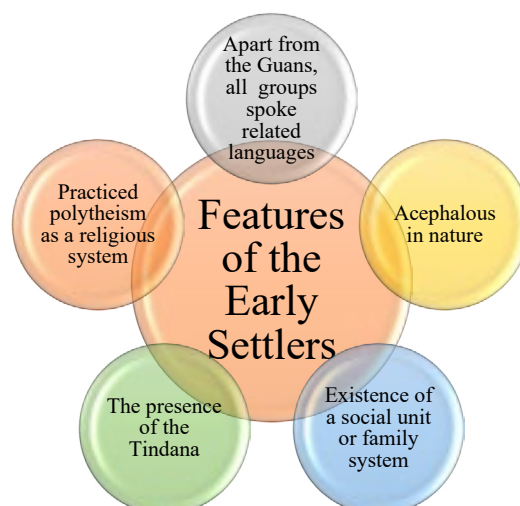 Apart from
the Guans,
all groups
spoke
related
languages
Practiced
polytheism
as a religious
system
Features
of the
Early
Settlers
Acephalous
in nature
The presence
of the
Tindana
Existence of
a social unit
or family
system